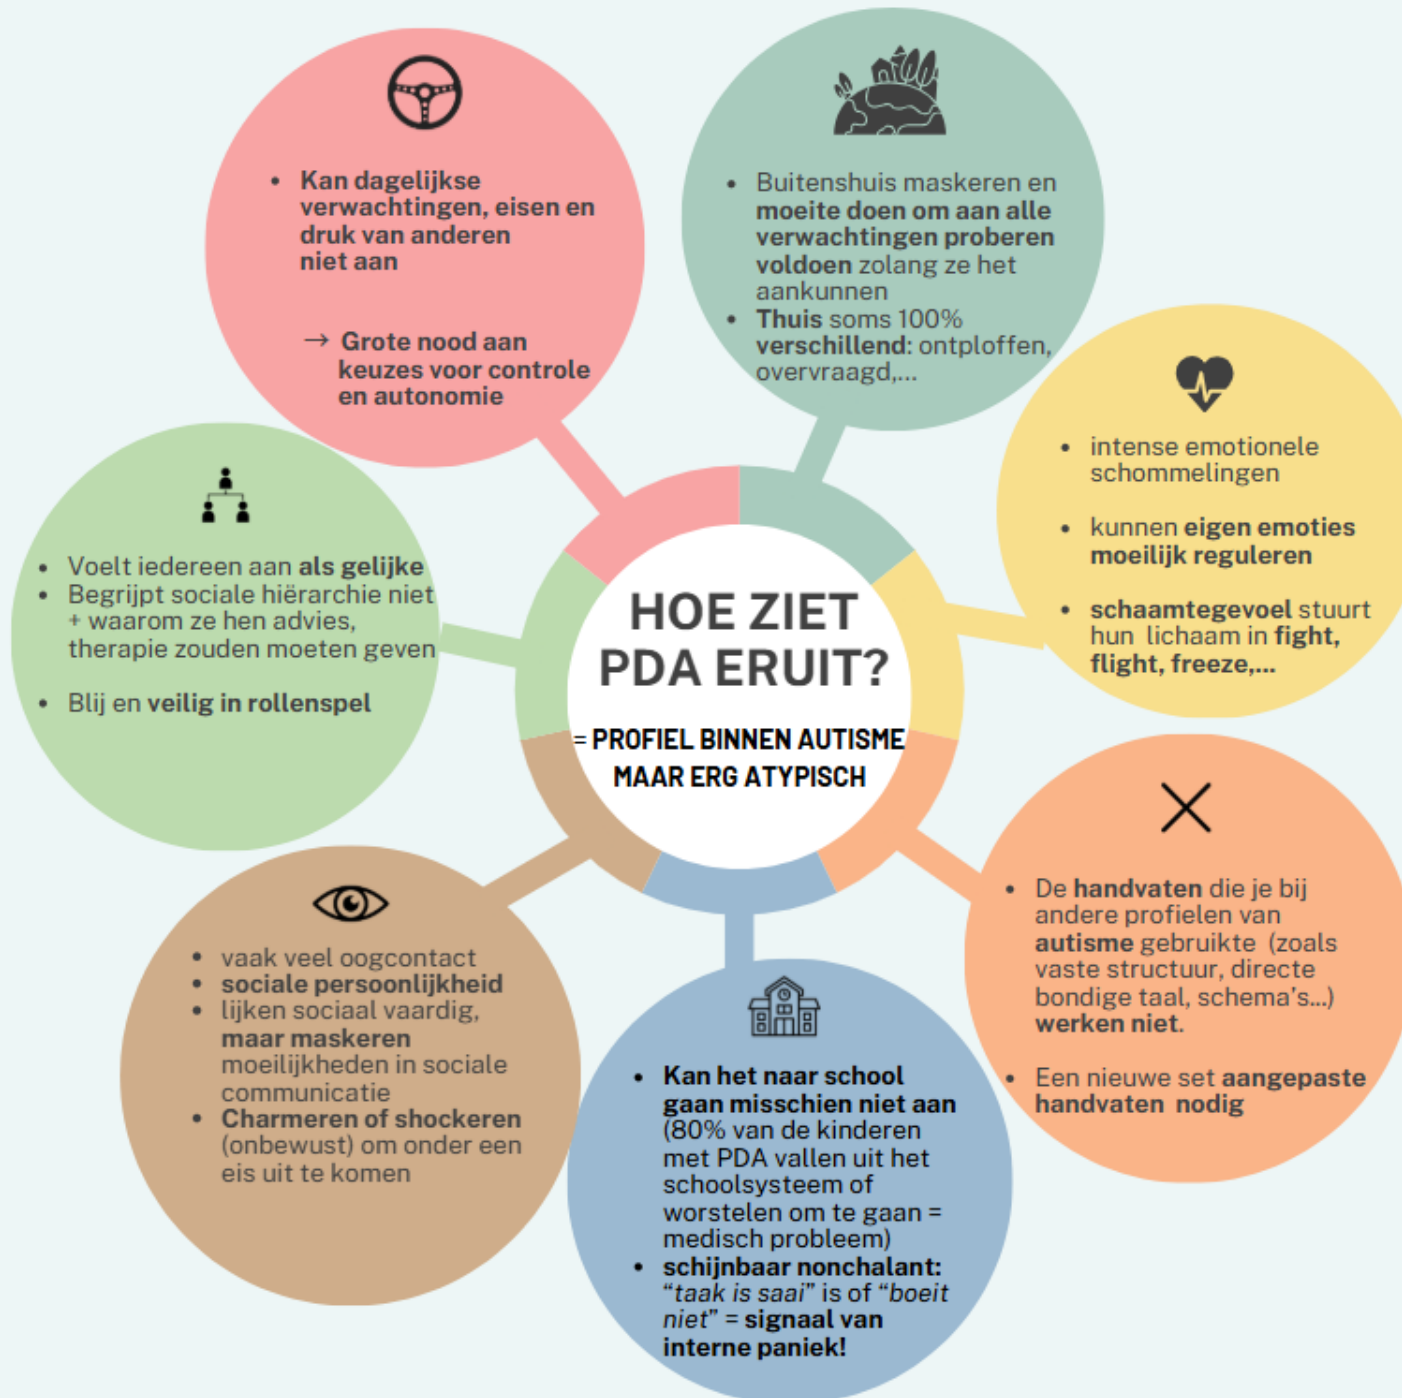 HOE ZIET
PDA ERUIT?
= PROFIEL BINNEN AUTISME
MAAR ERG ATYPISCH
• Kan dagelijkse
verwachtingen, eisen en
druk van anderen
niet aan
→ Grote nood aan
keuzes voor controle
en autonomie
• Buitenshuis maskeren en
moeite doen om aan alle
verwachtingen proberen
voldoen zolang ze het
aankunnen
• Thuis soms 100%
verschillend: ontploffen,
overvraagd,...
• intense emotionele
schommelingen
• kunnen eigen emoties
moeilijk reguleren
• schaamtegevoel stuurt
hun lichaam in fight,
flight, freeze,...
• De handvaten die je bij
andere profielen van
autisme gebruikte (zoals
vaste structuur, directe
bondige taal, schema's...)
werken niet.
• Een nieuwe set aangepaste
handvaten nodig
• Kan het naar school
gaan misschien niet aan
(80% van de kinderen
met PDA vallen uit het
schoolsysteem of
worstelen om te gaan =
medisch probleem)
• schijnbaar nonchalant:
“taak is saai” is of “boeit
niet” = signaal van
interne paniek!
• vaak veel oogcontact
• sociale persoonlijkheid
• lijken sociaal vaardig,
maar maskeren
moeilijkheden in sociale
communicatie
• Charmeren of shockeren
(onbewust) om onder een
eis uit te komen
• Voelt iedereen aan als gelijke
• Begrijpt sociale hiërarchie niet
+ waarom ze hen advies,
therapie zouden moeten geven
• Blij en veilig in rollenspel